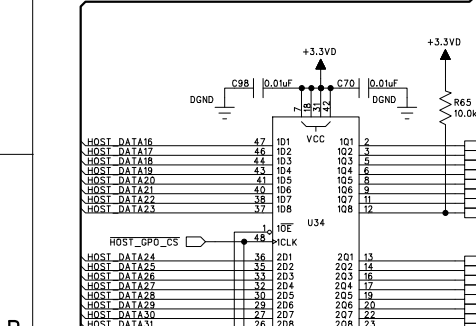 +3.3VD
+3.3VD
C98 0.01uF C70 0.01uF
DGND DGND
R65
10.0k
7 18 31 42
VCC
HOST_DATA16 47 1D1 1Q1 2
HOST_DATA17 46 1D2 1Q2 3
HOST_DATA18 44 1D3 1Q3 5
HOST_DATA19 43 1D4 1Q4 6
HOST_DATA20 41 1D5 1Q5 8
HOST_DATA21 40 1D6 1Q6 9
HOST_DATA22 38 1D7 1Q7 11
HOST_DATA23 37 1D8 1Q8 12
U34
1 1OE
HOST_GPO_CS 48 1CLK
HOST_DATA24 36 2D1 2Q1 13
HOST_DATA25 35 2D2 2Q2 14
HOST_DATA26 33 2D3 2Q3 16
HOST_DATA27 32 2D4 2Q4 17
HOST_DATA28 30 2D5 2Q5 19
HOST_DATA29 29 2D6 2Q6 20
HOST_DATA30 27 2D7 2Q7 22
HOST_DATA31 26 2D8 2Q8 23